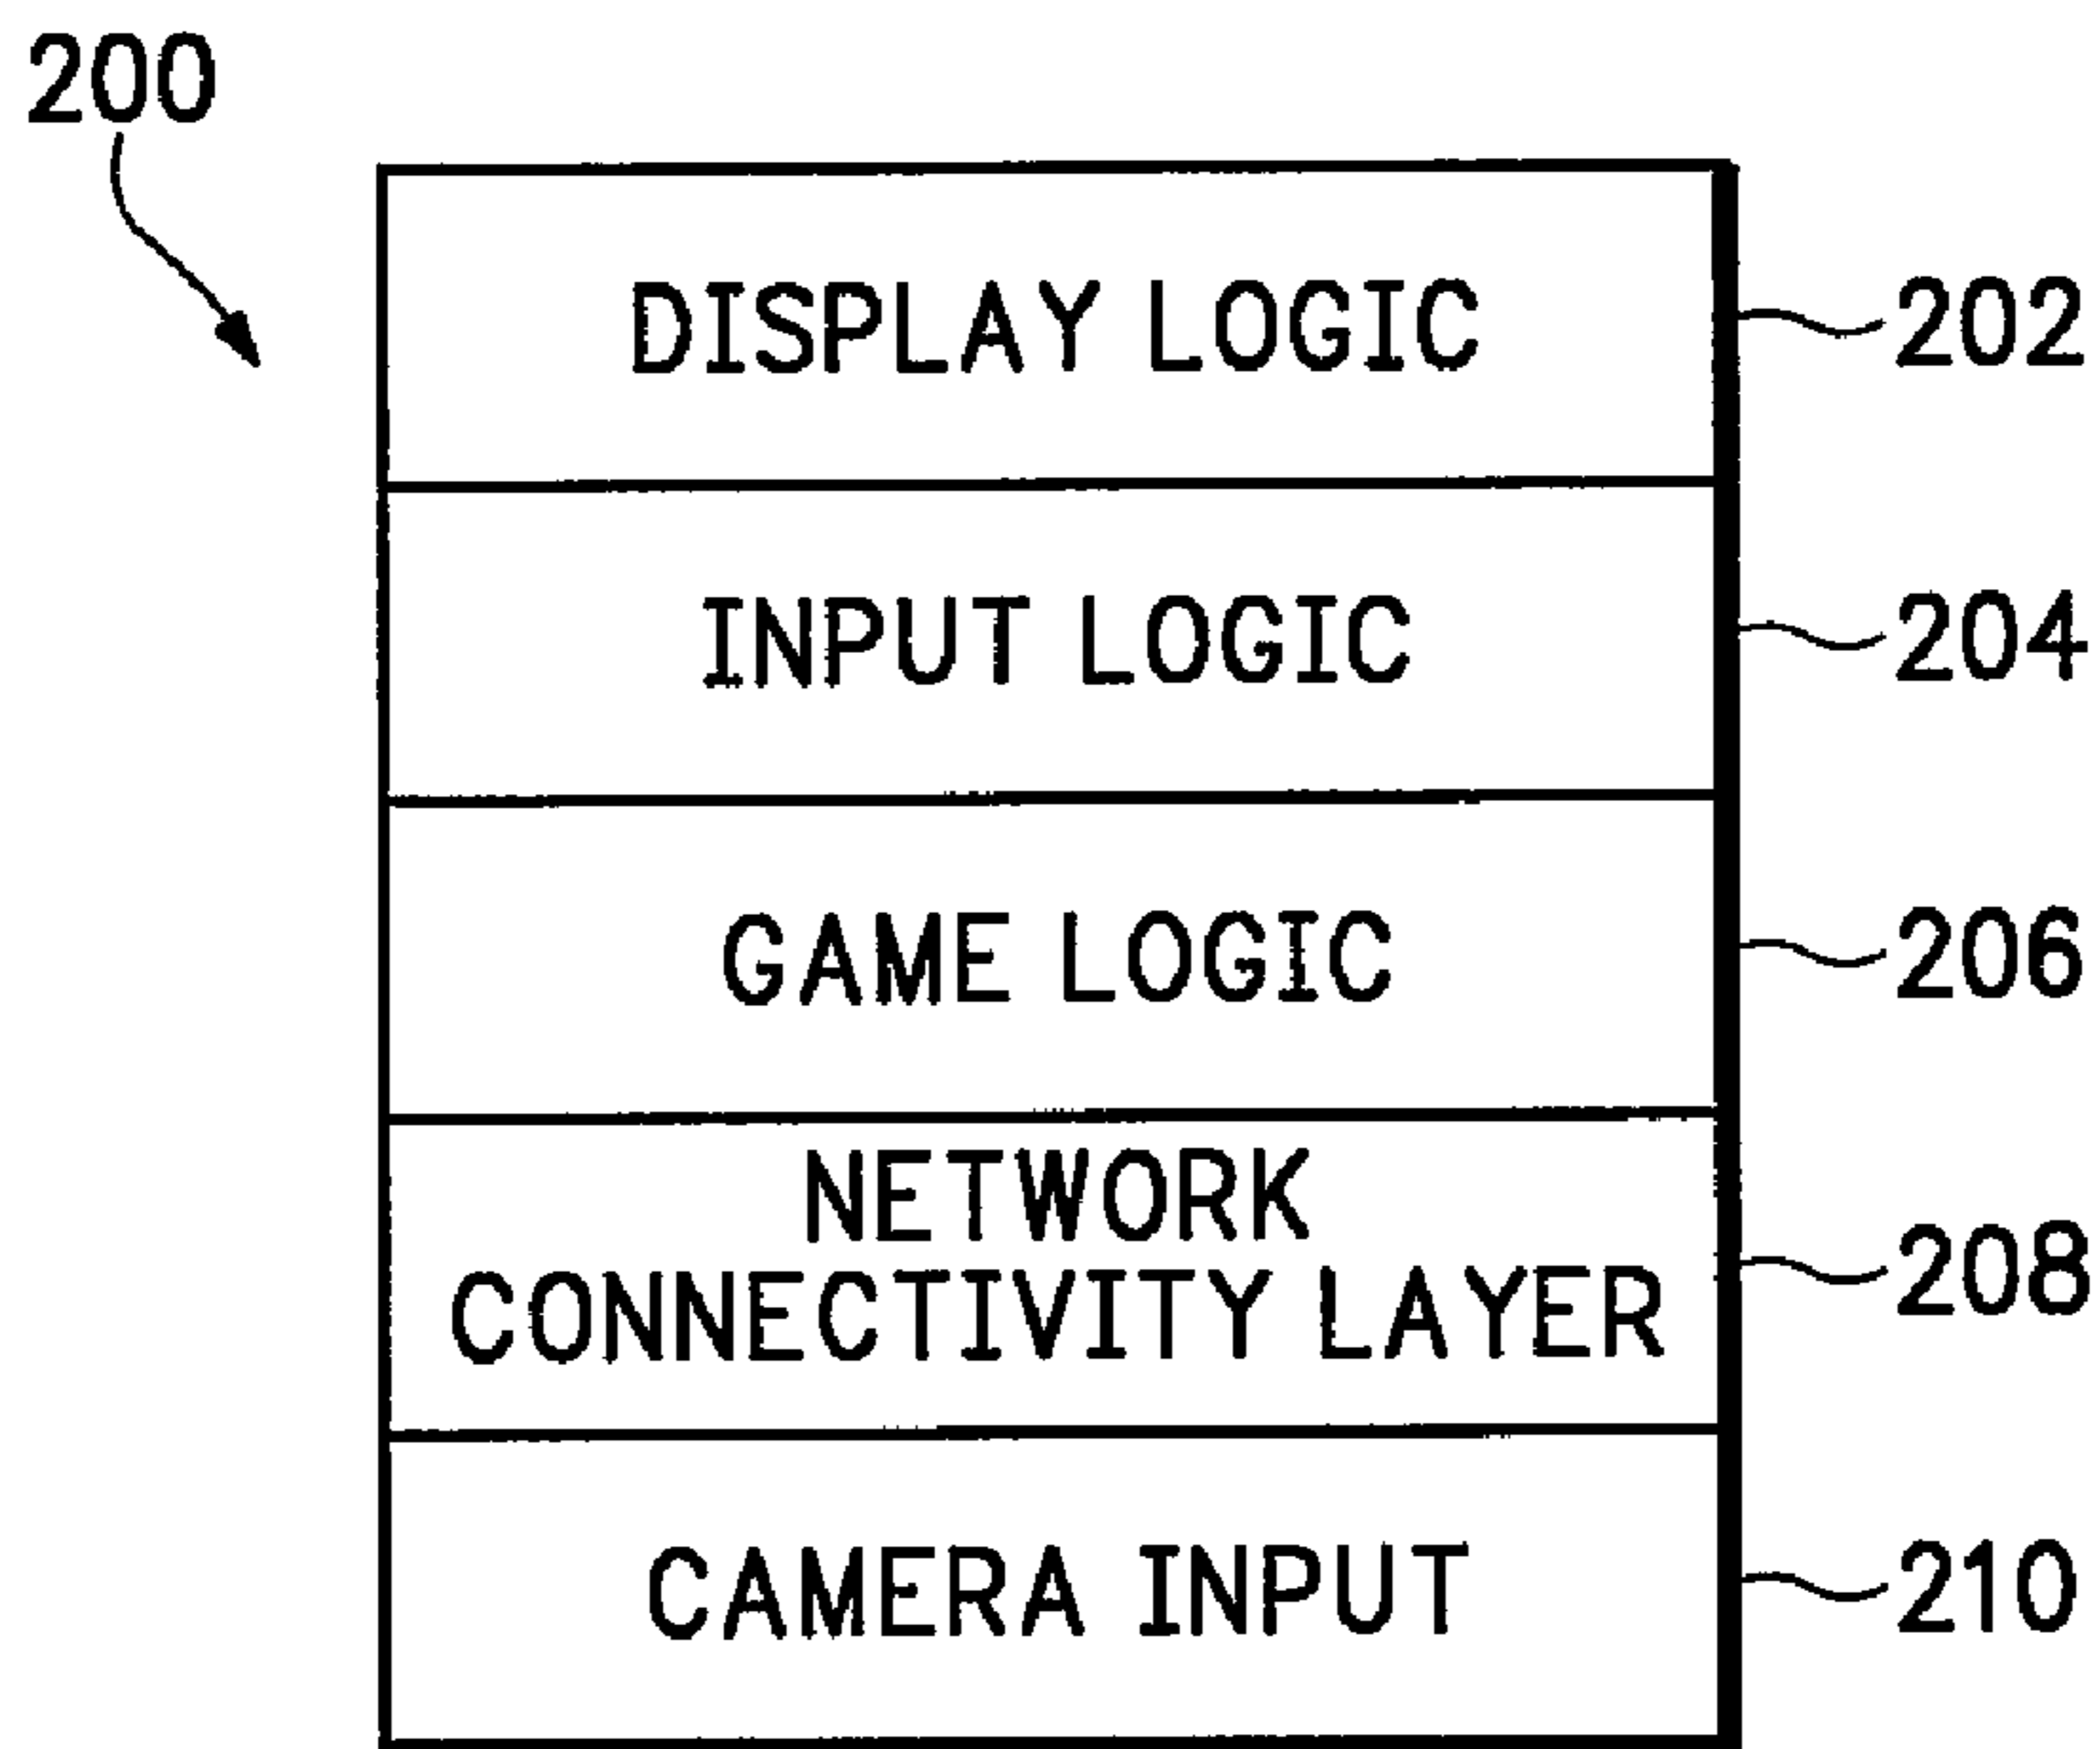 200
DISPLAY LOGIC
202
INPUT LOGIC
204
GAME LOGIC
206
NETWORK
CONNECTIVITY LAYER
208
CAMERA INPUT
210